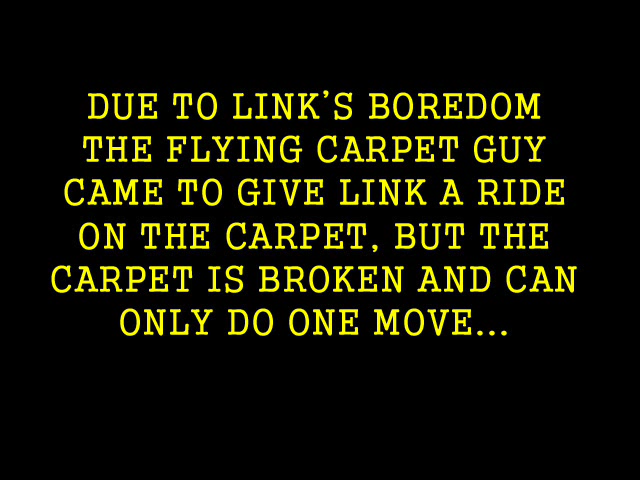 DUE TO LINK'S BOREDOM
THE FLYING CARPET GUY
CAME TO GIVE LINK A RIDE
ON THE CARPET, BUT THE
CARPET IS BROKEN AND CAN
ONLY DO ONE MOVE...